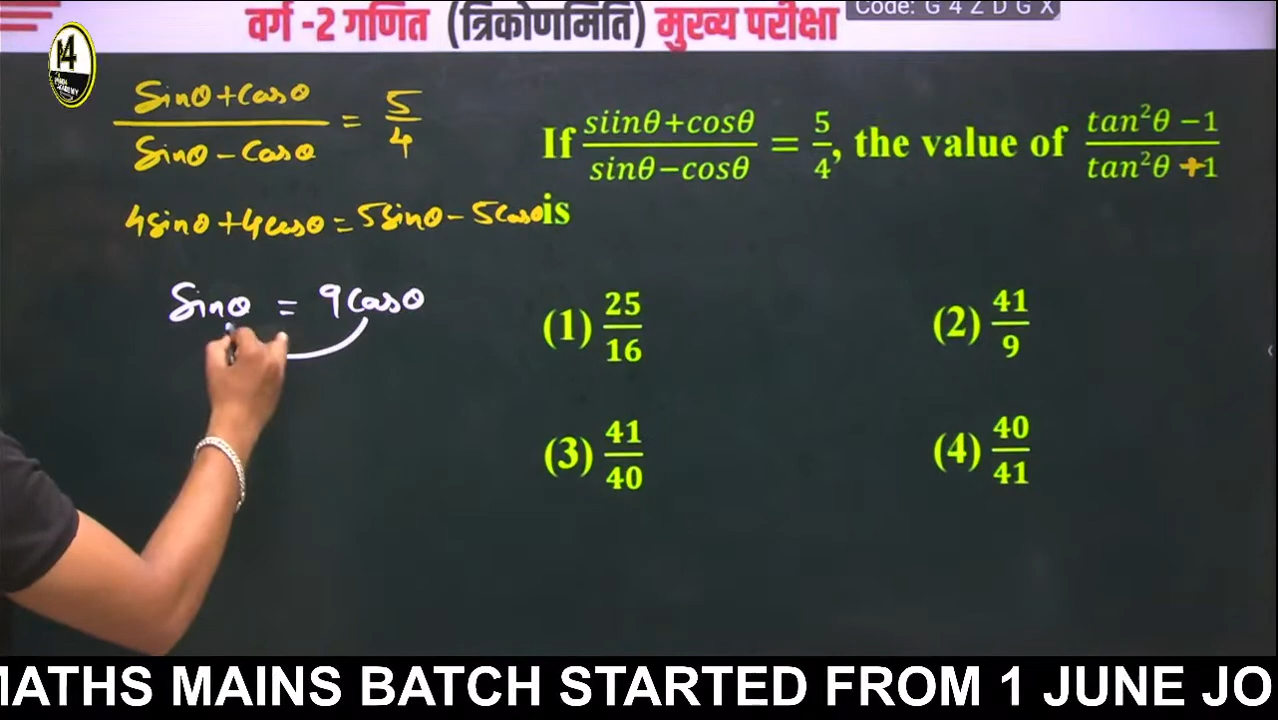 Code: G 4 Z D G X
वर्ग -2 गणित (त्रिकोणमिति) मुख्य परीक्षा
M4
Sinθ+Cosθ / Sinθ-Cosθ = 5/4
4Sinθ+4Cosθ=5Sinθ-5Cosθ
Sinθ = 9Cosθ
If siinθ+cosθ / sinθ−cosθ = 5/4, the value of tan²θ −1 / tan²θ +1
is
(1) 25/16
(2) 41/9
(3) 41/40
(4) 40/41
MATHS MAINS BATCH STARTED FROM 1 JUNE JO